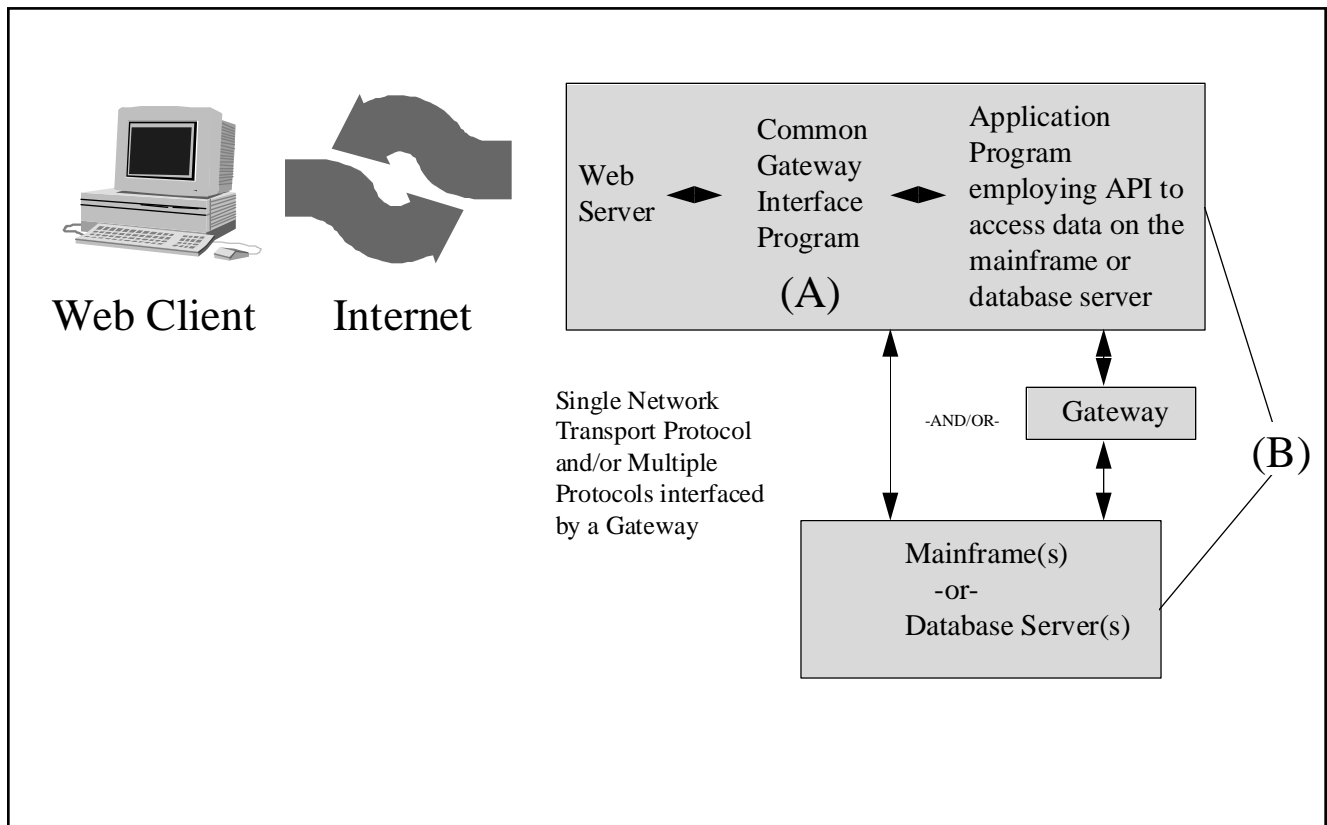 Web Client
Internet
Web
Server
Common
Gateway
Interface
Program
(A)
Application
Program
employing API to
access data on the
mainframe or
database server
Single Network
Transport Protocol
and/or Multiple
Protocols interfaced
by a Gateway
-AND/OR-
Gateway
(B)
Mainframe(s)
-or-
Database Server(s)